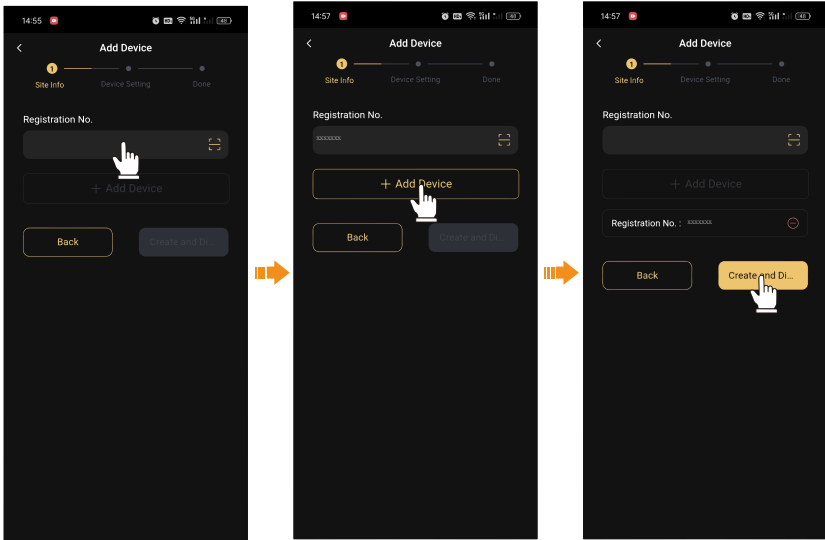 14:55
48
Add Device
1
Site Info
Device Setting
Done
Registration No.
+ Add Device
Back
Create and Di...
14:57
48
Add Device
1
Site Info
Device Setting
Done
Registration No.
xxxxxxx
+ Add Device
Back
Create and Di...
14:57
48
Add Device
1
Site Info
Device Setting
Done
Registration No.
+ Add Device
Registration No. : xxxxxxx
Back
Create and Di...